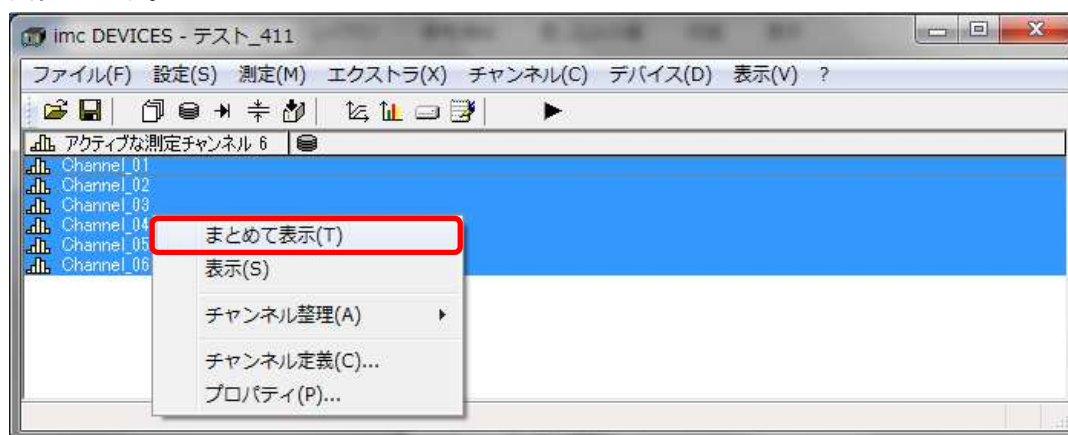 imc DEVICES - テスト_411
ファイル(F) 設定(S) 測定(M) エクストラ(X) チャンネル(C) デバイス(D) 表示(V) ?
アクティブな測定チャンネル 6
Channel_01
Channel_02
Channel_03
Channel_04
Channel_05
Channel_06
まとめて表示(T)
表示(S)
チャンネル整理(A)
チャンネル定義(C)...
プロパティ(P)...